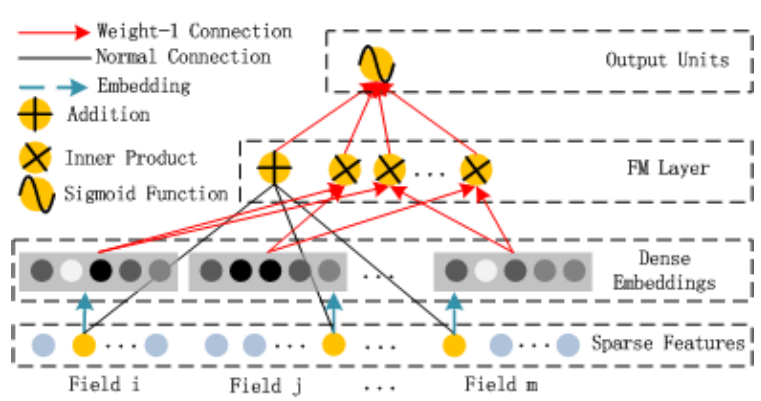 Weight-1 Connection
Normal Connection
Embedding
Addition
Inner Product
Sigmoid Function
Output Units
...
FM Layer
...
Dense
Embeddings
... ... ... ...
Sparse Features
Field i
Field j
...
Field m